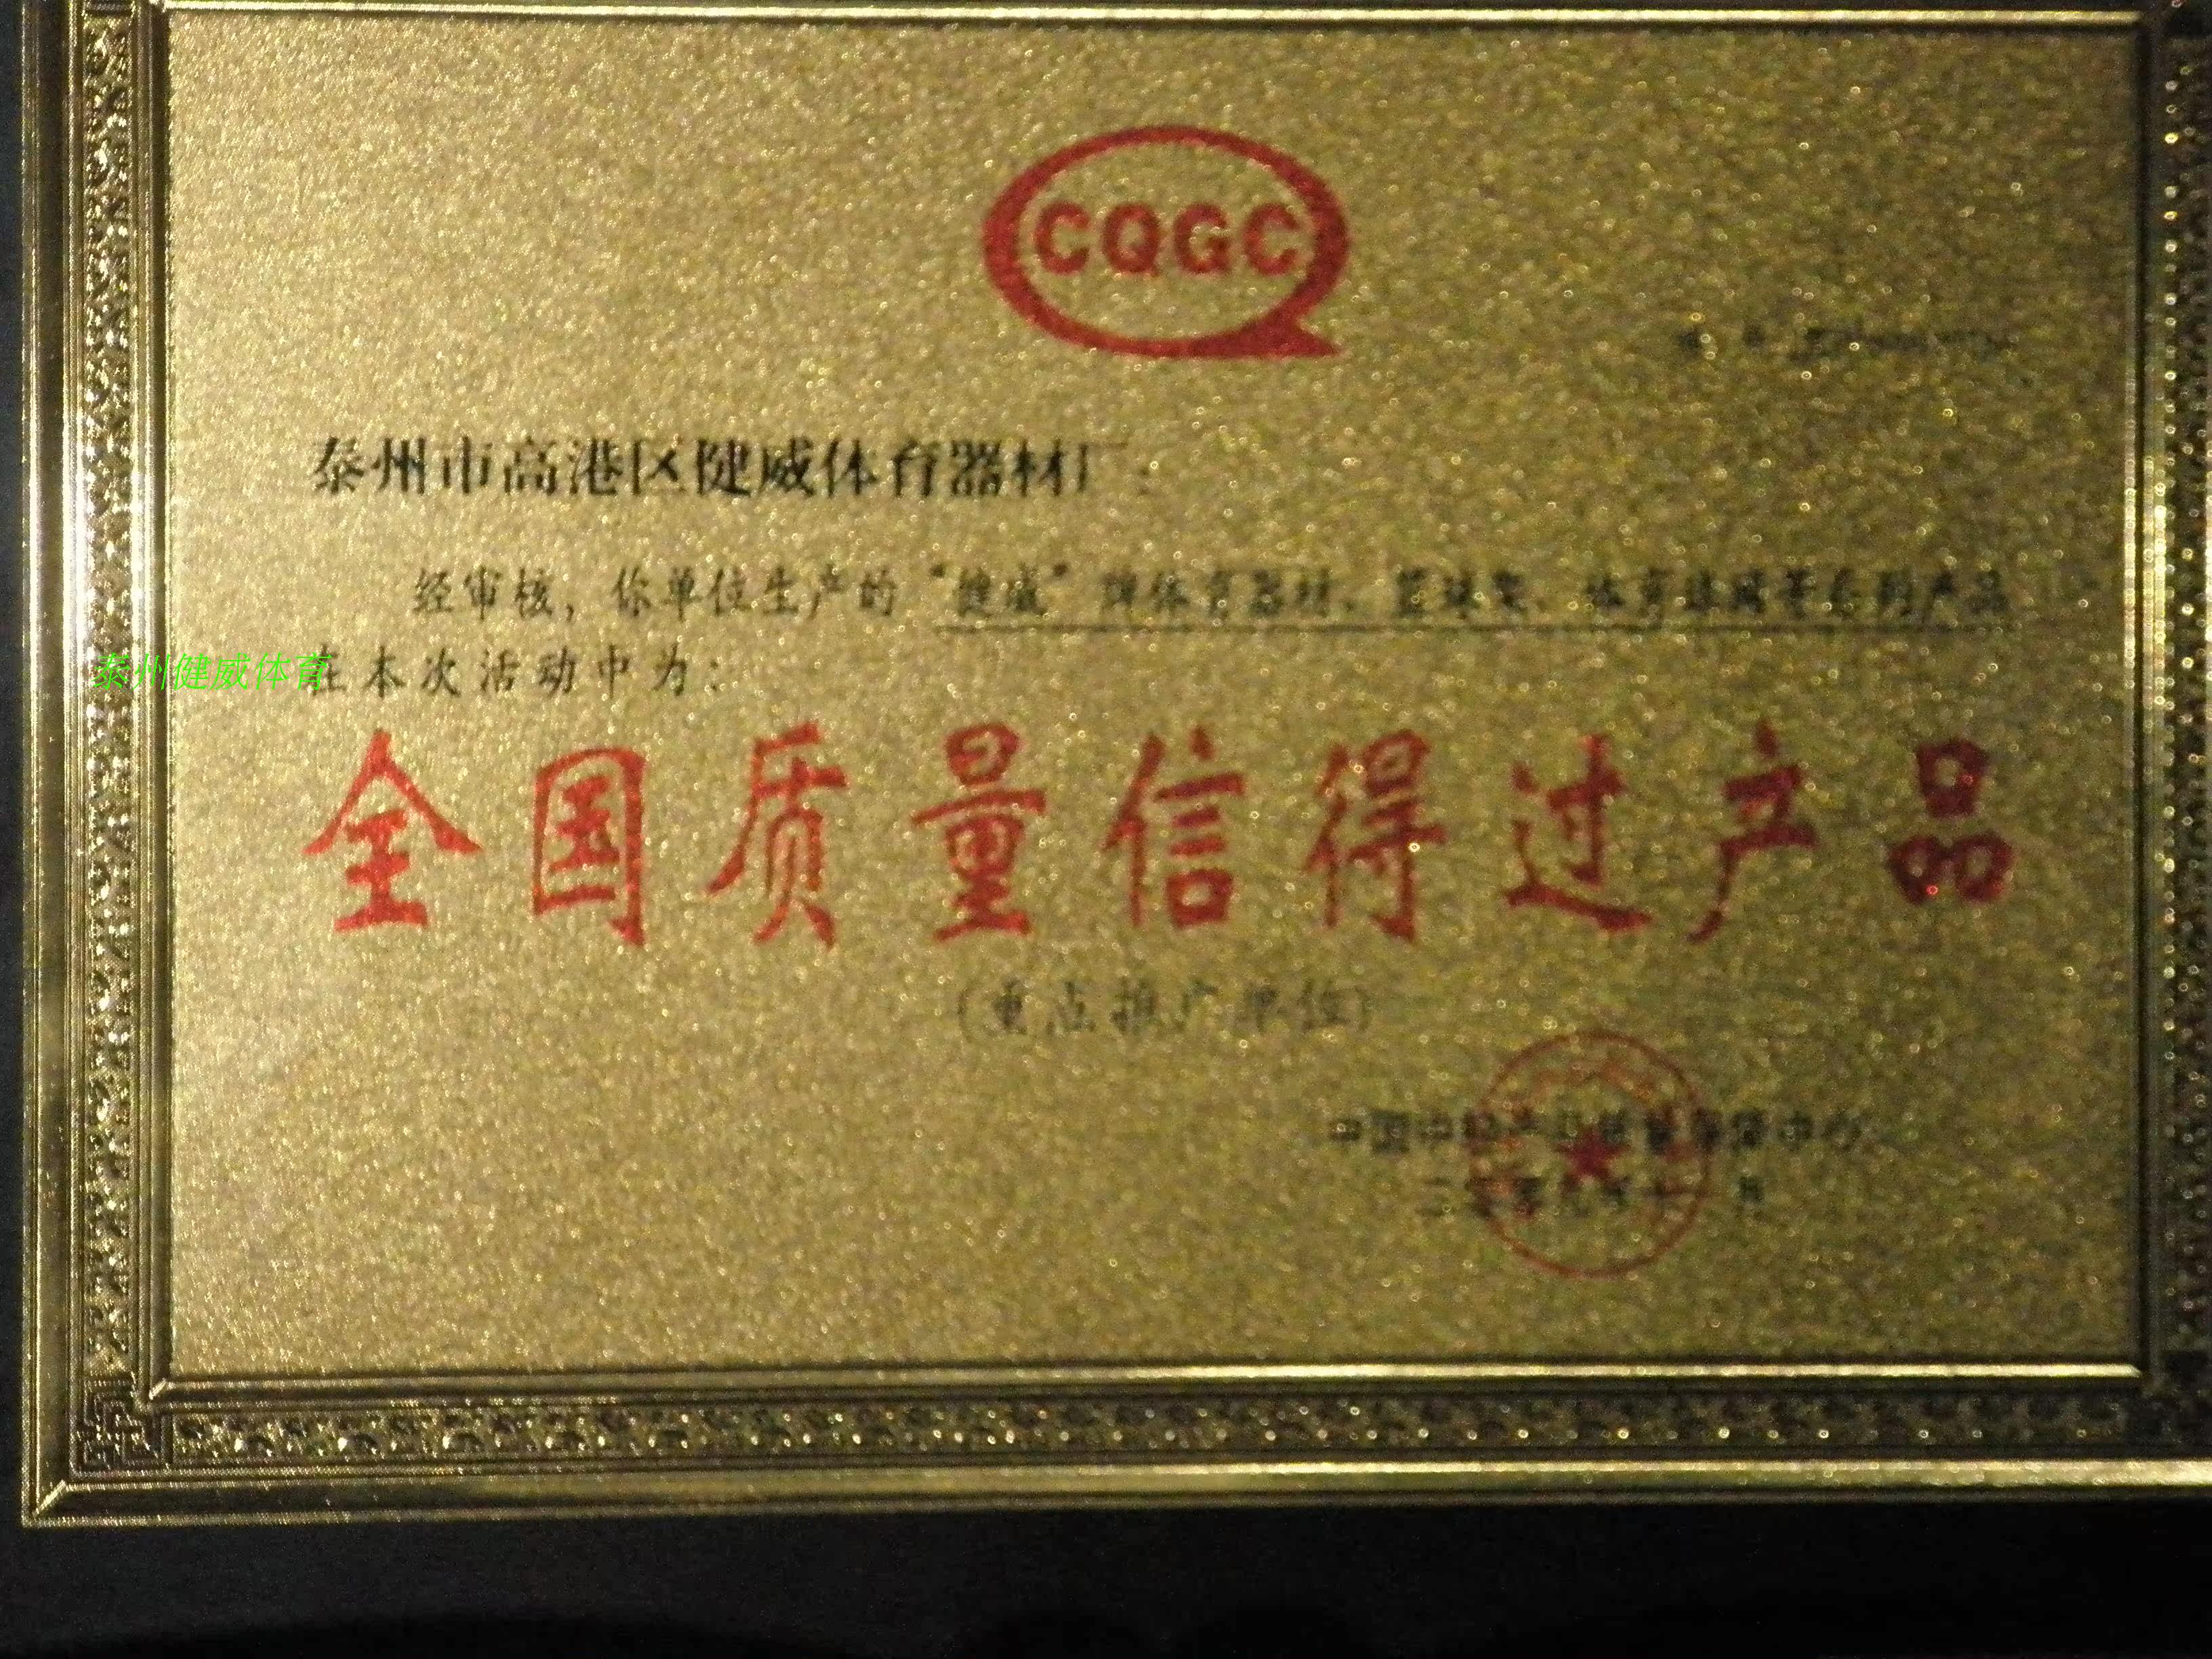 CQGC
泰州市高港区健威体育器材厂:
经审核，你单位生产的 “健威” 牌体育器材、篮球架、体育球网等系列产品
泰州健威体育
在本次活动中为:
全国质量信得过产品
(重点推广单位)